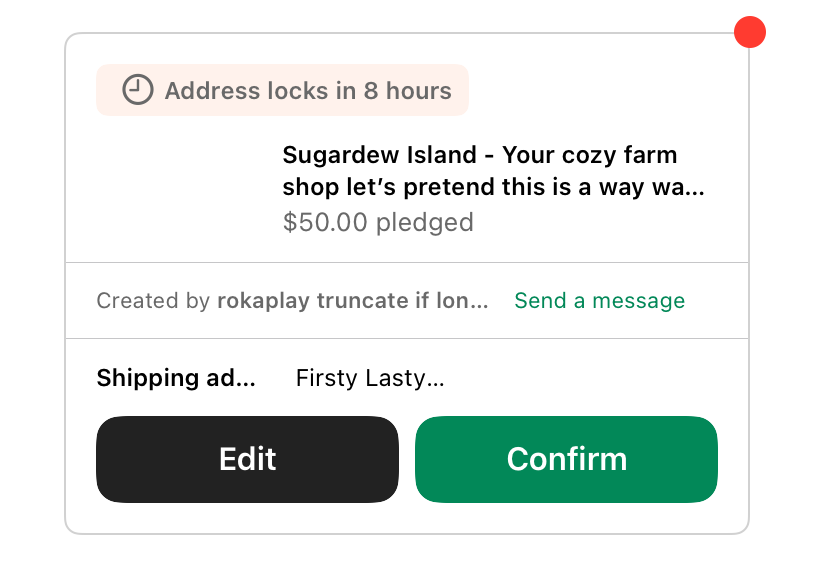 Address locks in 8 hours
Sugardew Island - Your cozy farm
shop let’s pretend this is a way wa...
$50.00 pledged
Created by rokaplay truncate if lon... Send a message
Shipping ad... Firsty Lasty...
Edit Confirm